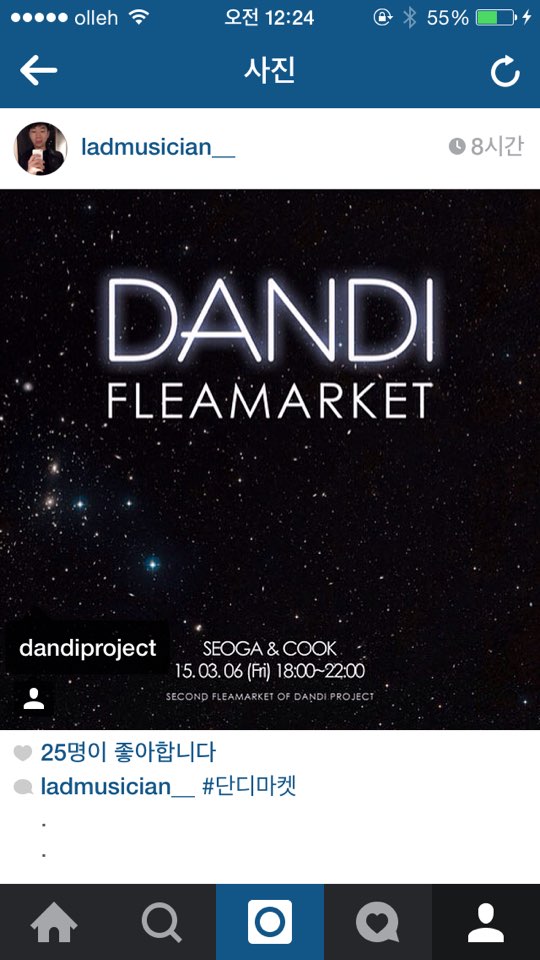 olleh 오전 12:24 55%
사진
ladmusician__ 8시간
DANDI
FLEAMARKET
dandiproject
SEOGA & COOK
15. 03. 06 (Fri) 18:00~22:00
SECOND FLEAMARKET OF DANDI PROJECT
25명이 좋아합니다
ladmusician__ #단디마켓
.
.